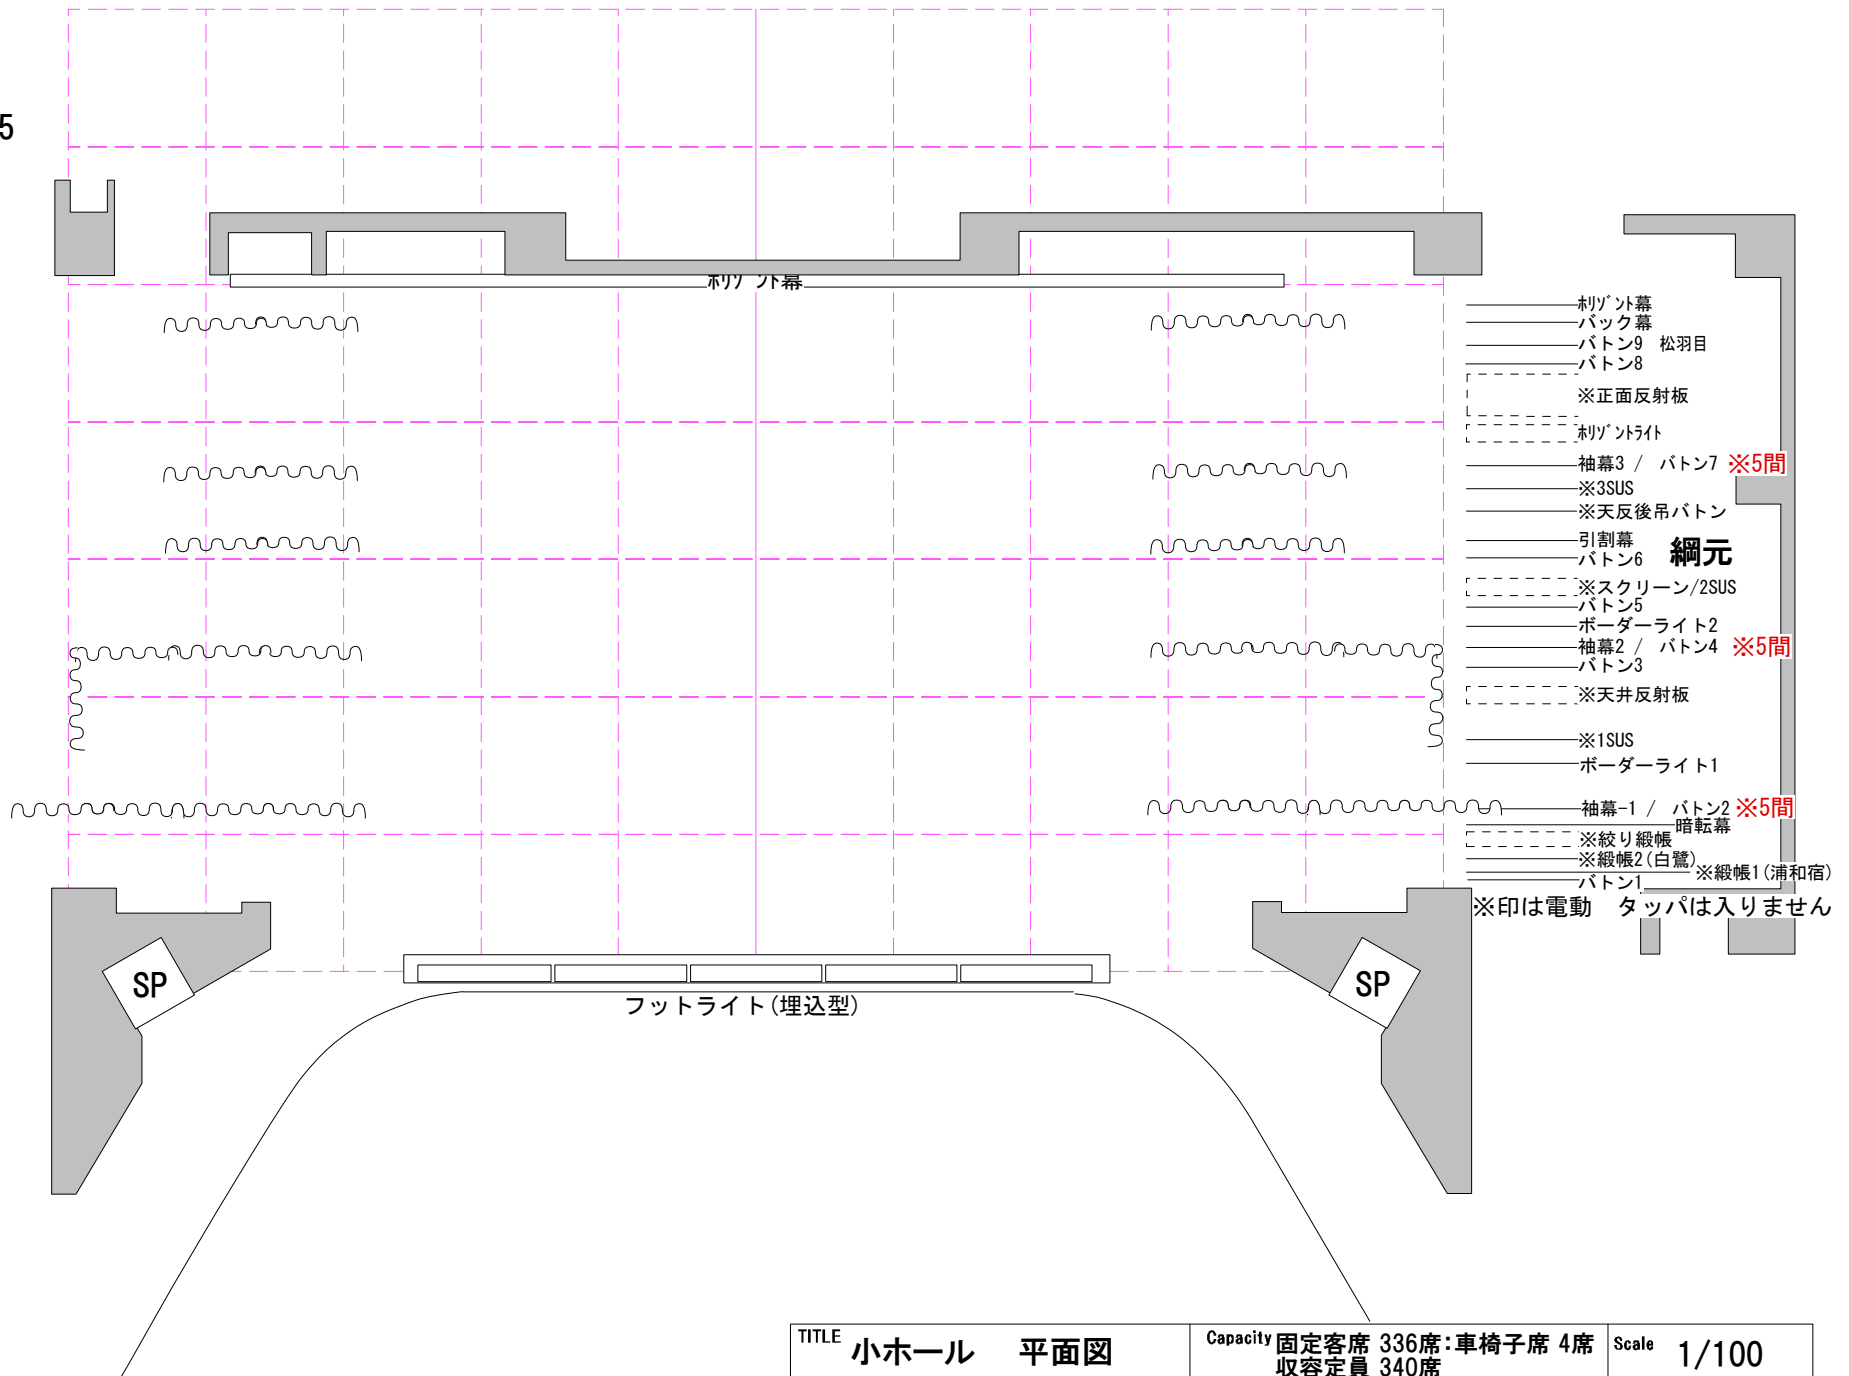 5
ﾎﾘｿﾞﾝﾄ幕
ﾎﾘｿﾞﾝﾄ幕
バック幕
バトン9 松羽目
バトン8
※正面反射板
ﾎﾘｿﾞﾝﾄﾗｲﾄ
袖幕3 / バトン7 ※5間
※3SUS
※天反後吊バトン
引割幕
バトン6
綱元
※スクリーン/2SUS
バトン5
ボーダーライト2
袖幕2 / バトン4 ※5間
バトン3
※天井反射板
※1SUS
ボーダーライト1
袖幕-1 / バトン2 ※5間
暗転幕
※絞り緞帳
※緞帳2(白鷺)
※緞帳1(浦和宿)
バトン1
※印は電動 タッパは入りません
SP
SP
フットライト(埋込型)
TITLE 小ホール 平面図
Capacity 固定客席 336席:車椅子席 4席
収容定員 340席
Scale 1/100